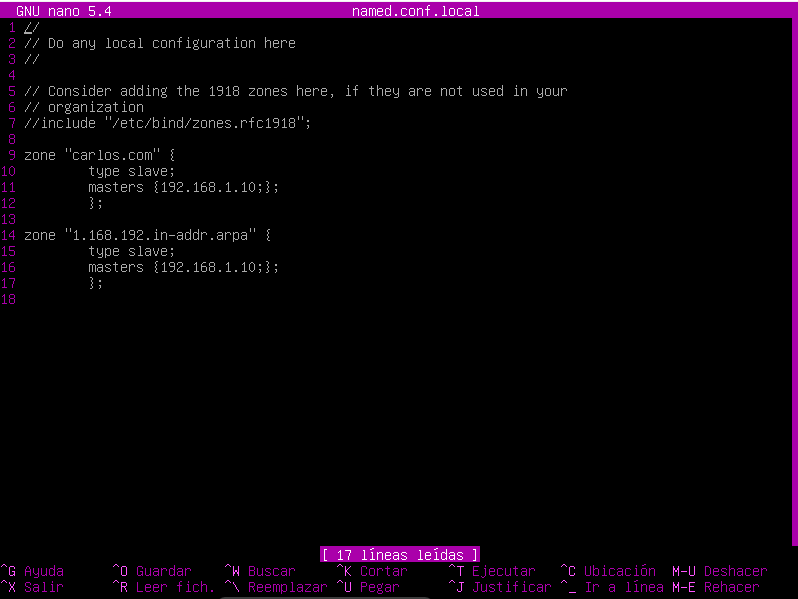 GNU nano 5.4 named.conf.local
1 //
2 // Do any local configuration here
3 //
4
5 // Consider adding the 1918 zones here, if they are not used in your
6 // organization
7 //include "/etc/bind/zones.rfc1918";
8
9 zone "carlos.com" {
10 type slave;
11 masters {192.168.1.10;};
12 };
13
14 zone "1.168.192.in-addr.arpa" {
15 type slave;
16 masters {192.168.1.10;};
17 };
18
[ 17 líneas leídas ]
^G Ayuda ^O Guardar ^W Buscar ^K Cortar ^T Ejecutar ^C Ubicación M-U Deshacer
^X Salir ^R Leer fich. ^\ Reemplazar ^U Pegar ^J Justificar ^_ Ir a línea M-E Rehacer